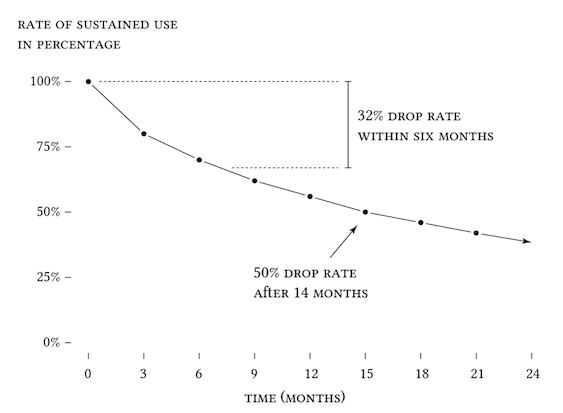 RATE OF SUSTAINED USE
IN PERCENTAGE
100%
32% DROP RATE
WITHIN SIX MONTHS
75%
50%
50% DROP RATE
AfTER 14 MONTHS
25%
0%
0 3 6 9 12 15 18 21 24
TIME (MONTHS)